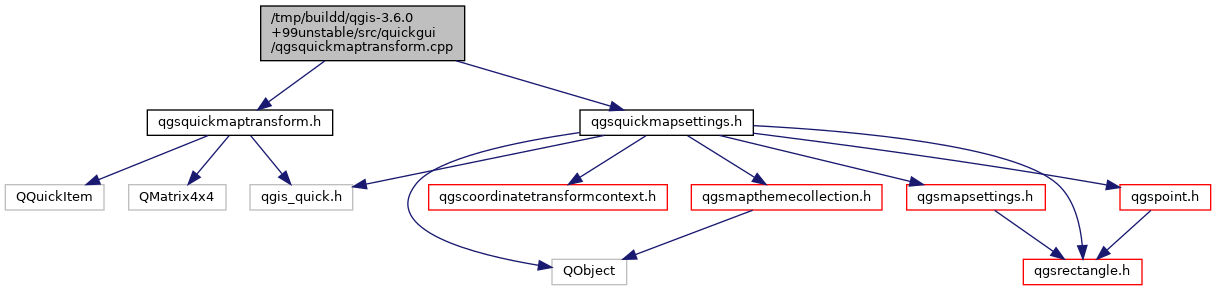 /tmp/buildd/qgis-3.6.0
+99unstable/src/quickgui
/qgsquickmaptransform.cpp
qgsquickmaptransform.h
qgsquickmapsettings.h
QQuickItem
QMatrix4x4
qgis_quick.h
qgscoordinatetransformcontext.h
qgsmapthemecollection.h
qgsmapsettings.h
qgspoint.h
QObject
qgsrectangle.h